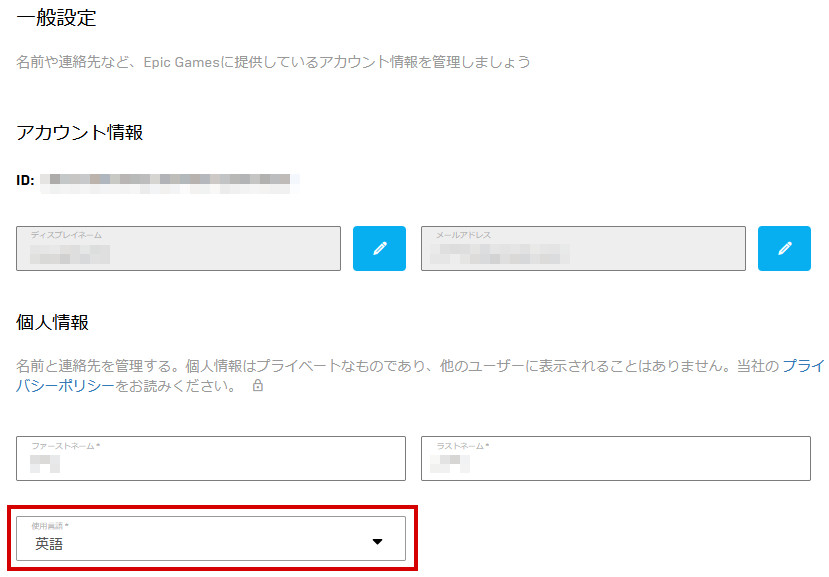 一般設定
名前や連絡先など、Epic Gamesに提供しているアカウント情報を管理しましょう
アカウント情報
ID:
ディスプレイネーム
メールアドレス
個人情報
名前と連絡先を管理する。個人情報はプライベートなものであり、他のユーザーに表示されることはありません。当社の プライ
バシーポリシーをお読みください。
ファーストネーム *
ラストネーム *
使用言語 *
英語